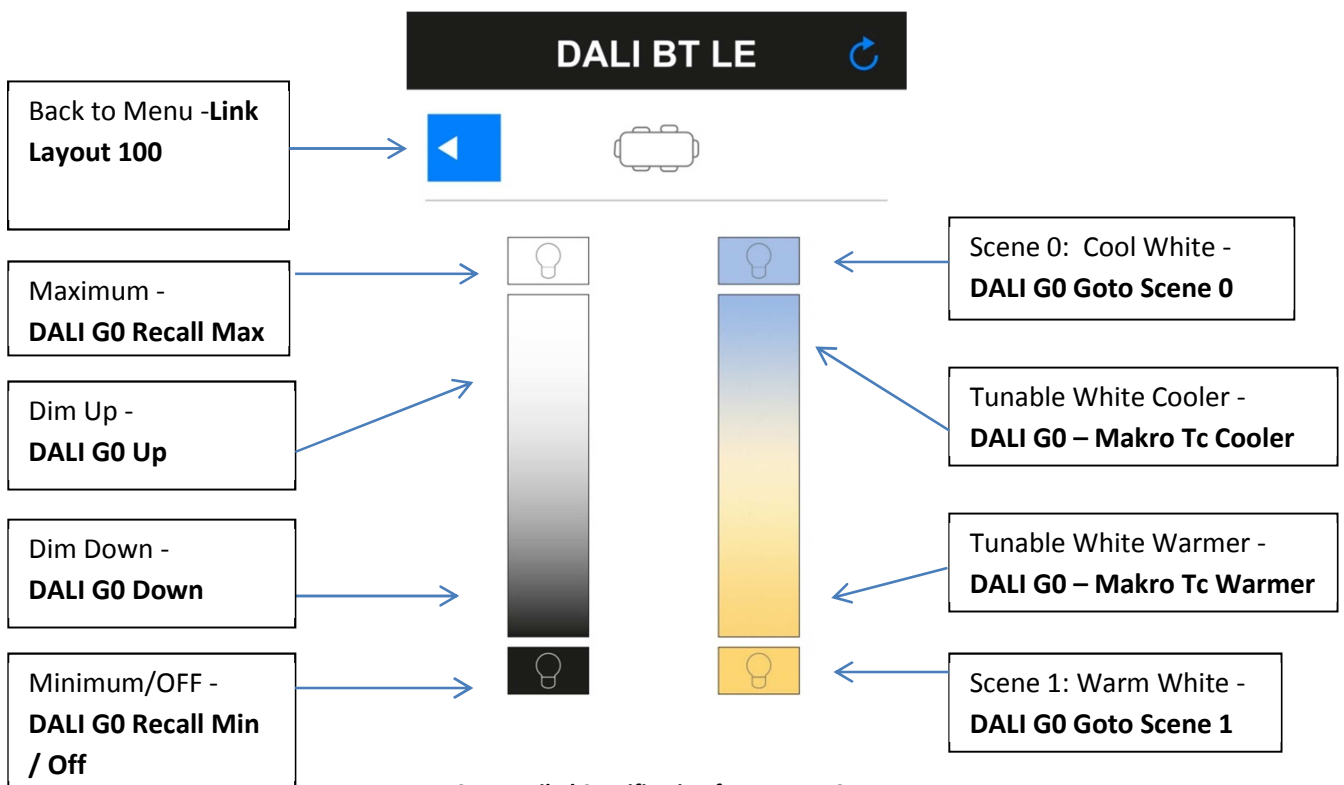 DALI BT LE
Back to Menu -Link
Layout 100
Maximum -
DALI G0 Recall Max
Dim Up -
DALI G0 Up
Dim Down -
DALI G0 Down
Minimum/OFF -
DALI G0 Recall Min
/ Off
Scene 0: Cool White -
DALI G0 Goto Scene 0
Tunable White Cooler -
DALI G0 – Makro Tc Cooler
Tunable White Warmer -
DALI G0 – Makro Tc Warmer
Scene 1: Warm White -
DALI G0 Goto Scene 1